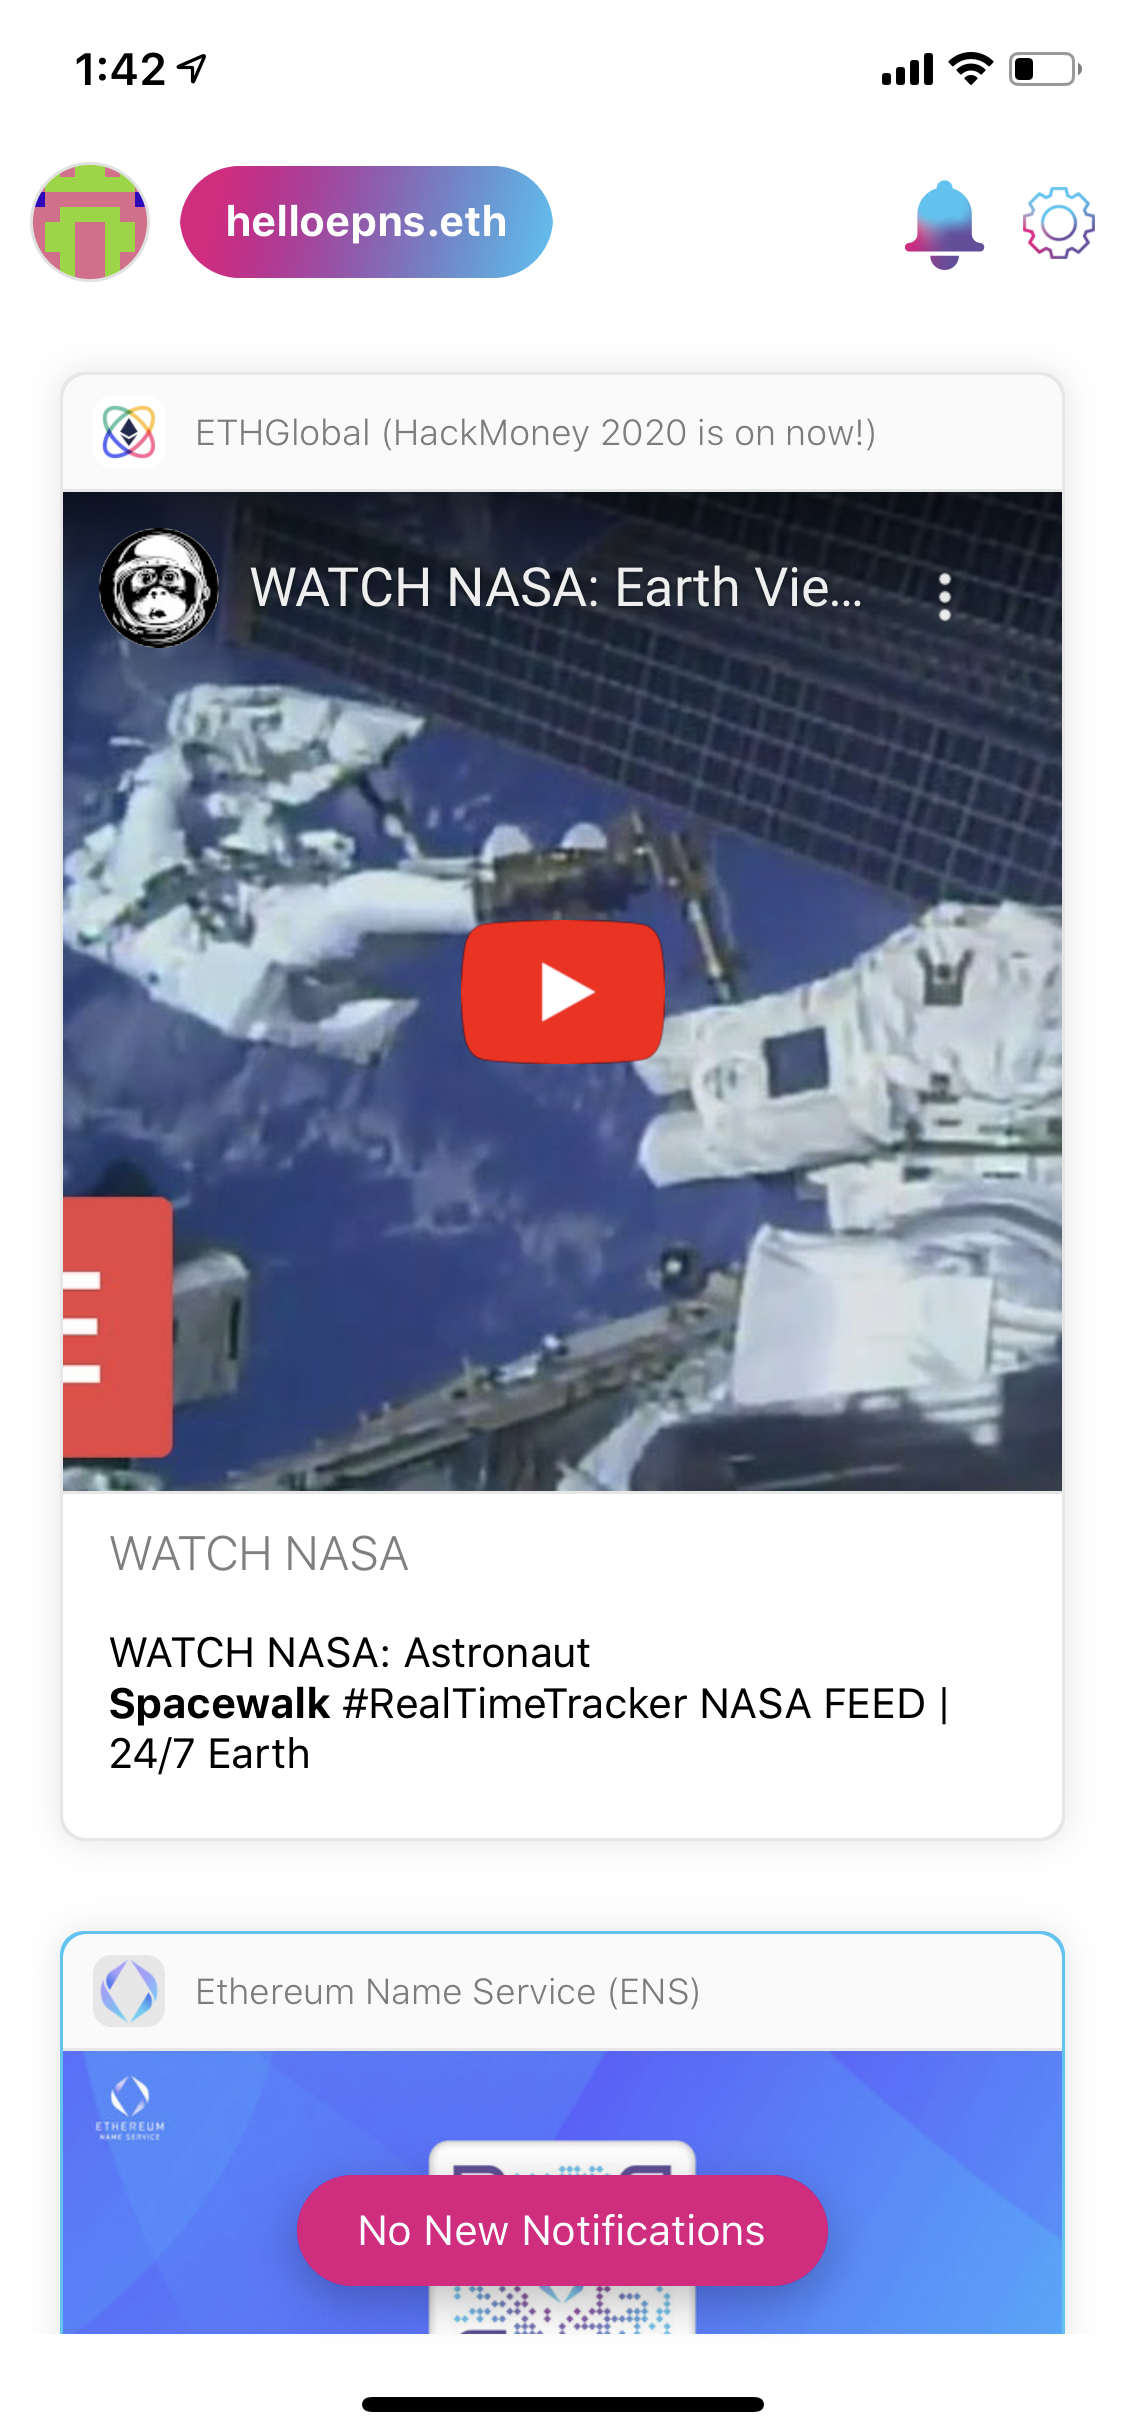 1:42
helloepns.eth
ETHGlobal (HackMoney 2020 is on now!)
WATCH NASA: Earth Vie...
E
WATCH NASA
WATCH NASA: Astronaut
Spacewalk #RealTimeTracker NASA FEED |
24/7 Earth
Ethereum Name Service (ENS)
ETHEREUM
NAME SERVICE
No New Notifications